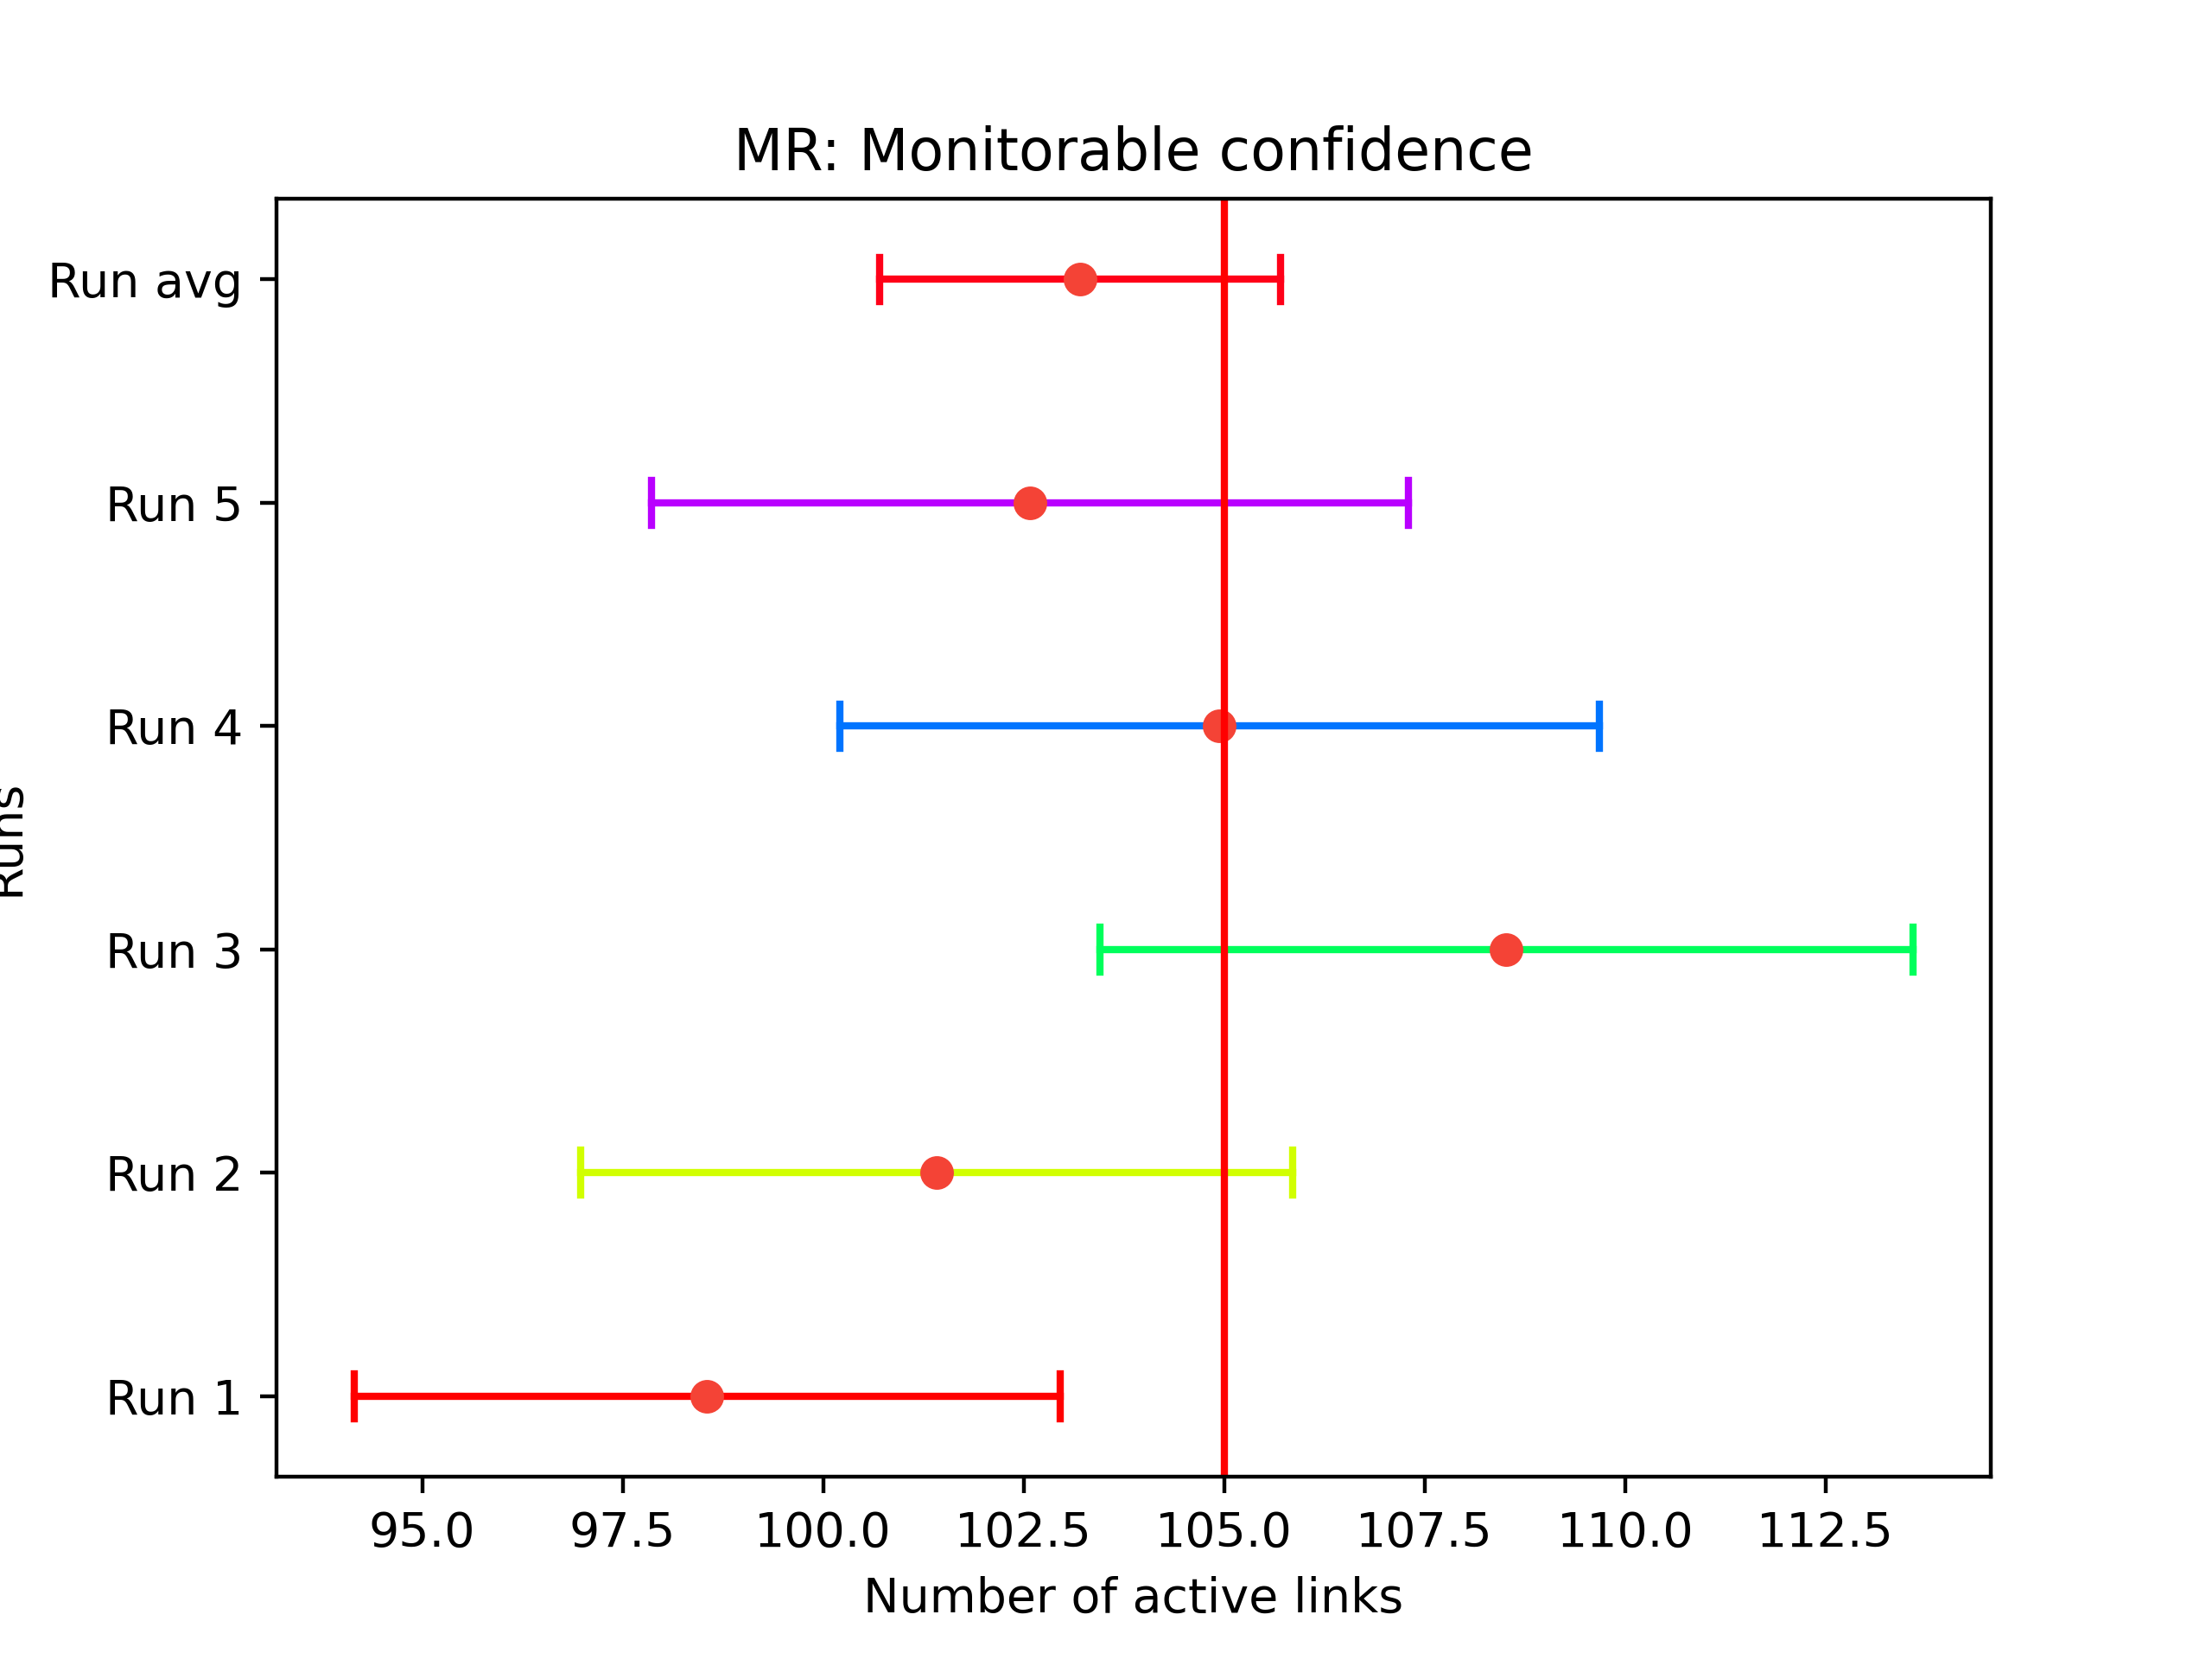 MR: Monitorable confidence
Run avg
Run 5
Run 4
Runs
Run 3
Run 2
Run 1
95.0 97.5 100.0 102.5 105.0 107.5 110.0 112.5
Number of active links